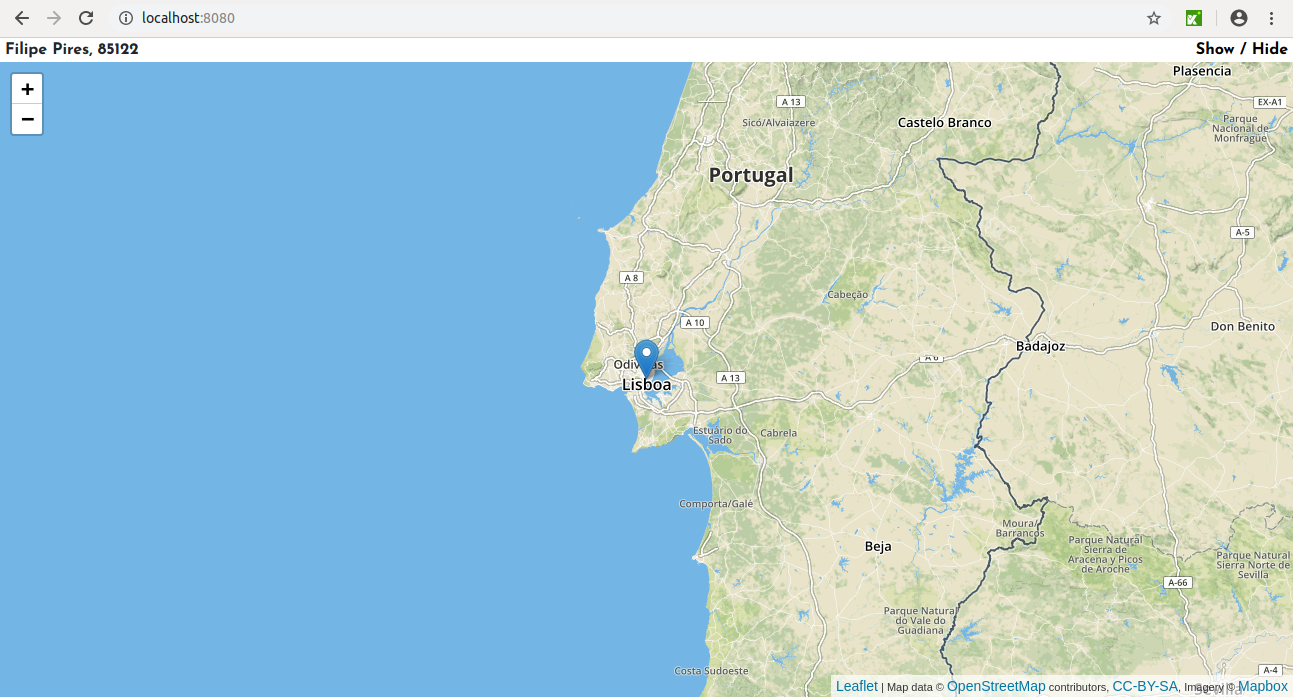 localhost:8080
Filipe Pires, 85122
Show / Hide
+
−
Plasencia
A 13
EX-A1
Sicó/Alvaiazere
Castelo Branco
Parque
Nacional de
Monfragüe
Portugal
A-5
A 8
Cabeção
A 10
Don Benito
Badajoz
A 6
Lisboa
A 13
Estuário do
Sado
Cabrela
Comporta/Galé
Moura/
Barrancos
Beja
Parque Natural
Sierra de
Aracena y Picos
de Aroche
Parque Natural
Sierra Norte de
Sevilla
A-66
Parque Natural
do Vale do
Guadiana
Costa Sudoeste
A-4
Leaflet | Map data © OpenStreetMap contributors, CC-BY-SA, Imagery © Mapbox